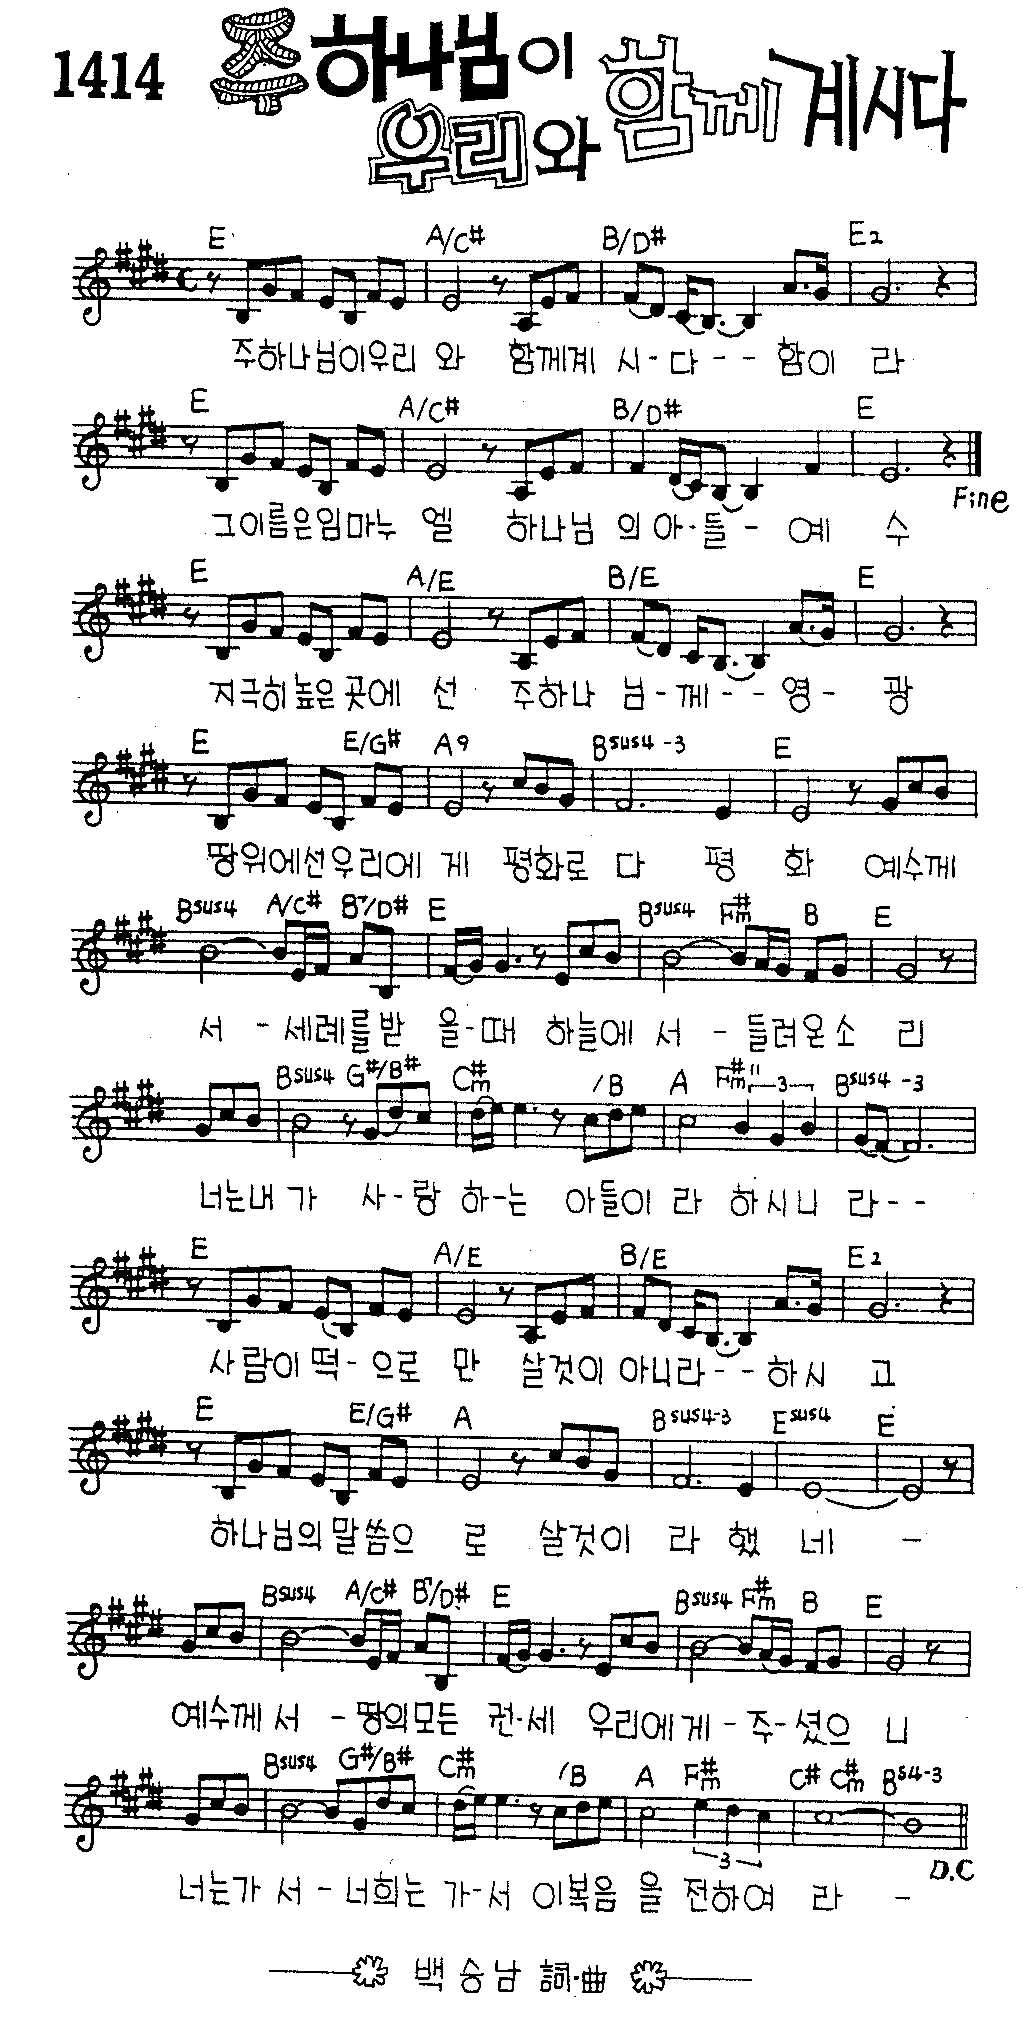 1414 주 하나님이
우리와 함께 계시다
E A/C# B/D# E2
주하나님이우리 와 함께계 시-다--함이 라
E A/C# B/D# E
Fine
그이름은임마누 엘 하나님 의아-들- 예 수
E A/E B/E E
지극히높은곳에 선 주하나 님-께--영- 광
E E/G# A9 Bsus4-3 E
땅위에선우리에 게 평화로 다 평 화 예수께
Bsus4 A/C# B7/D# E Bsus4 F#m B E
서 -세례를받 올-때 하늘에 서 -들려온소 리
Bsus4 G#/B# C#m /B A F#m11 3 Bsus4-3
너는내 가 사-랑 하-는 아들이 라 하시니 라--
E A/E B/E E2
사람이 떡-으로 만 살것이 아니라--하시 고
E E/G# A Bsus4-3 Esus4 E
하나님의 말씀으 로 살것이 라 했 네 -
Bsus4 A/C# B7/D# E Bsus4 F#m B E
예수께 서 -땅의모든 권-세 우리에게-주-셨으 니
Bsus4 G#/B# C#m /B A F#m C# C#m Bs4-3
3 D.C
너는가 서-너희는 가-서 이복음 을 전하여 라 -
백승남 詞·曲